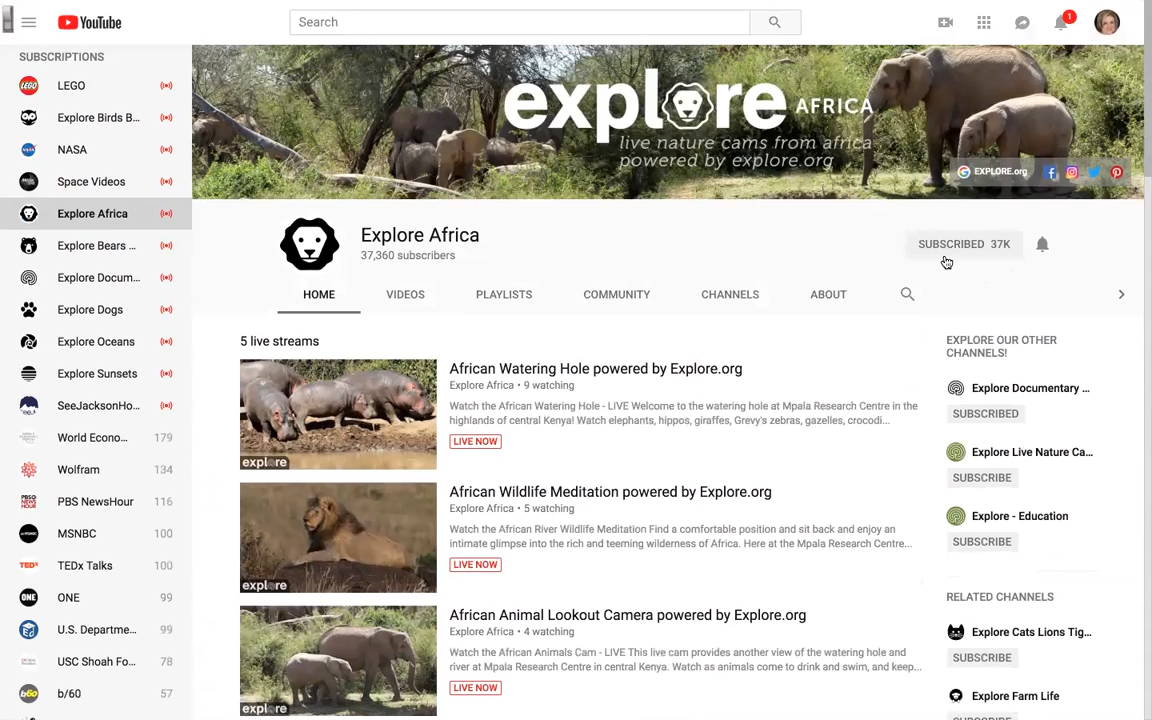 YouTube
Search
1
SUBSCRIPTIONS
LEGO
Explore Birds B...
NASA
Space Videos
Explore Africa
Explore Bears ...
Explore Docum...
Explore Dogs
Explore Oceans
Explore Sunsets
SeeJacksonHo...
World Econo... 179
Wolfram 134
PBS NewsHour 116
MSNBC 100
TEDx Talks 100
ONE 99
U.S. Departme... 99
USC Shoah Fo... 78
b/60 57
explore AFRICA
live nature cams from africa
powered by explore.org
EXPLORE.org
Explore Africa
37,360 subscribers
SUBSCRIBED 37K
HOME VIDEOS PLAYLISTS COMMUNITY CHANNELS ABOUT
5 live streams
explore
African Watering Hole powered by Explore.org
Explore Africa • 9 watching
Watch the African Watering Hole - LIVE Welcome to the watering hole at Mpala Research Centre in the
highlands of central Kenya! Watch elephants, hippos, giraffes, Grevy's zebras, gazelles, crocodi...
LIVE NOW
explore
African Wildlife Meditation powered by Explore.org
Explore Africa • 5 watching
Watch the African River Wildlife Meditation Find a comfortable position and sit back and enjoy an
intimate glimpse into the rich and teeming wilderness of Africa. Here at the Mpala Research Centre...
LIVE NOW
explore
African Animal Lookout Camera powered by Explore.org
Explore Africa • 4 watching
Watch the African Animals Cam - LIVE This cam provides another view of the watering hole and
river at Mpala Research Centre in central Kenya. Watch as animals come to drink and swim, and keep...
LIVE NOW
EXPLORE OUR OTHER
CHANNELS!
Explore Documentary ...
SUBSCRIBED
Explore Live Nature Ca...
SUBSCRIBE
Explore - Education
SUBSCRIBE
RELATED CHANNELS
Explore Cats Lions Tig...
SUBSCRIBE
Explore Farm Life
SUBSCRIBE